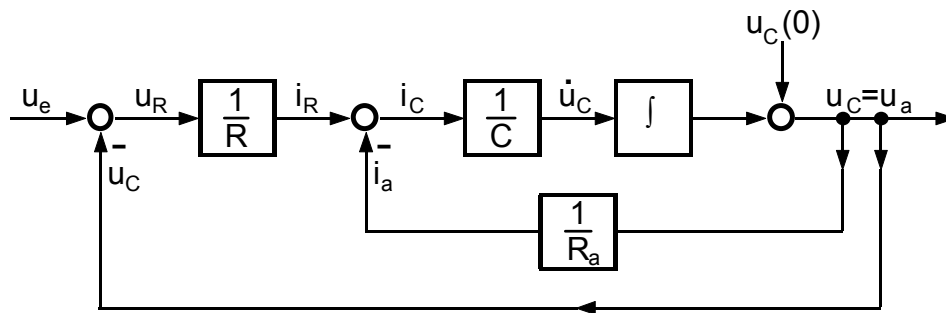 u_C(0)
u_e
u_R
1/R
i_R
i_C
1/C
u̇_C
∫
u_C=u_a
-
u_C
-
i_a
1/R_a